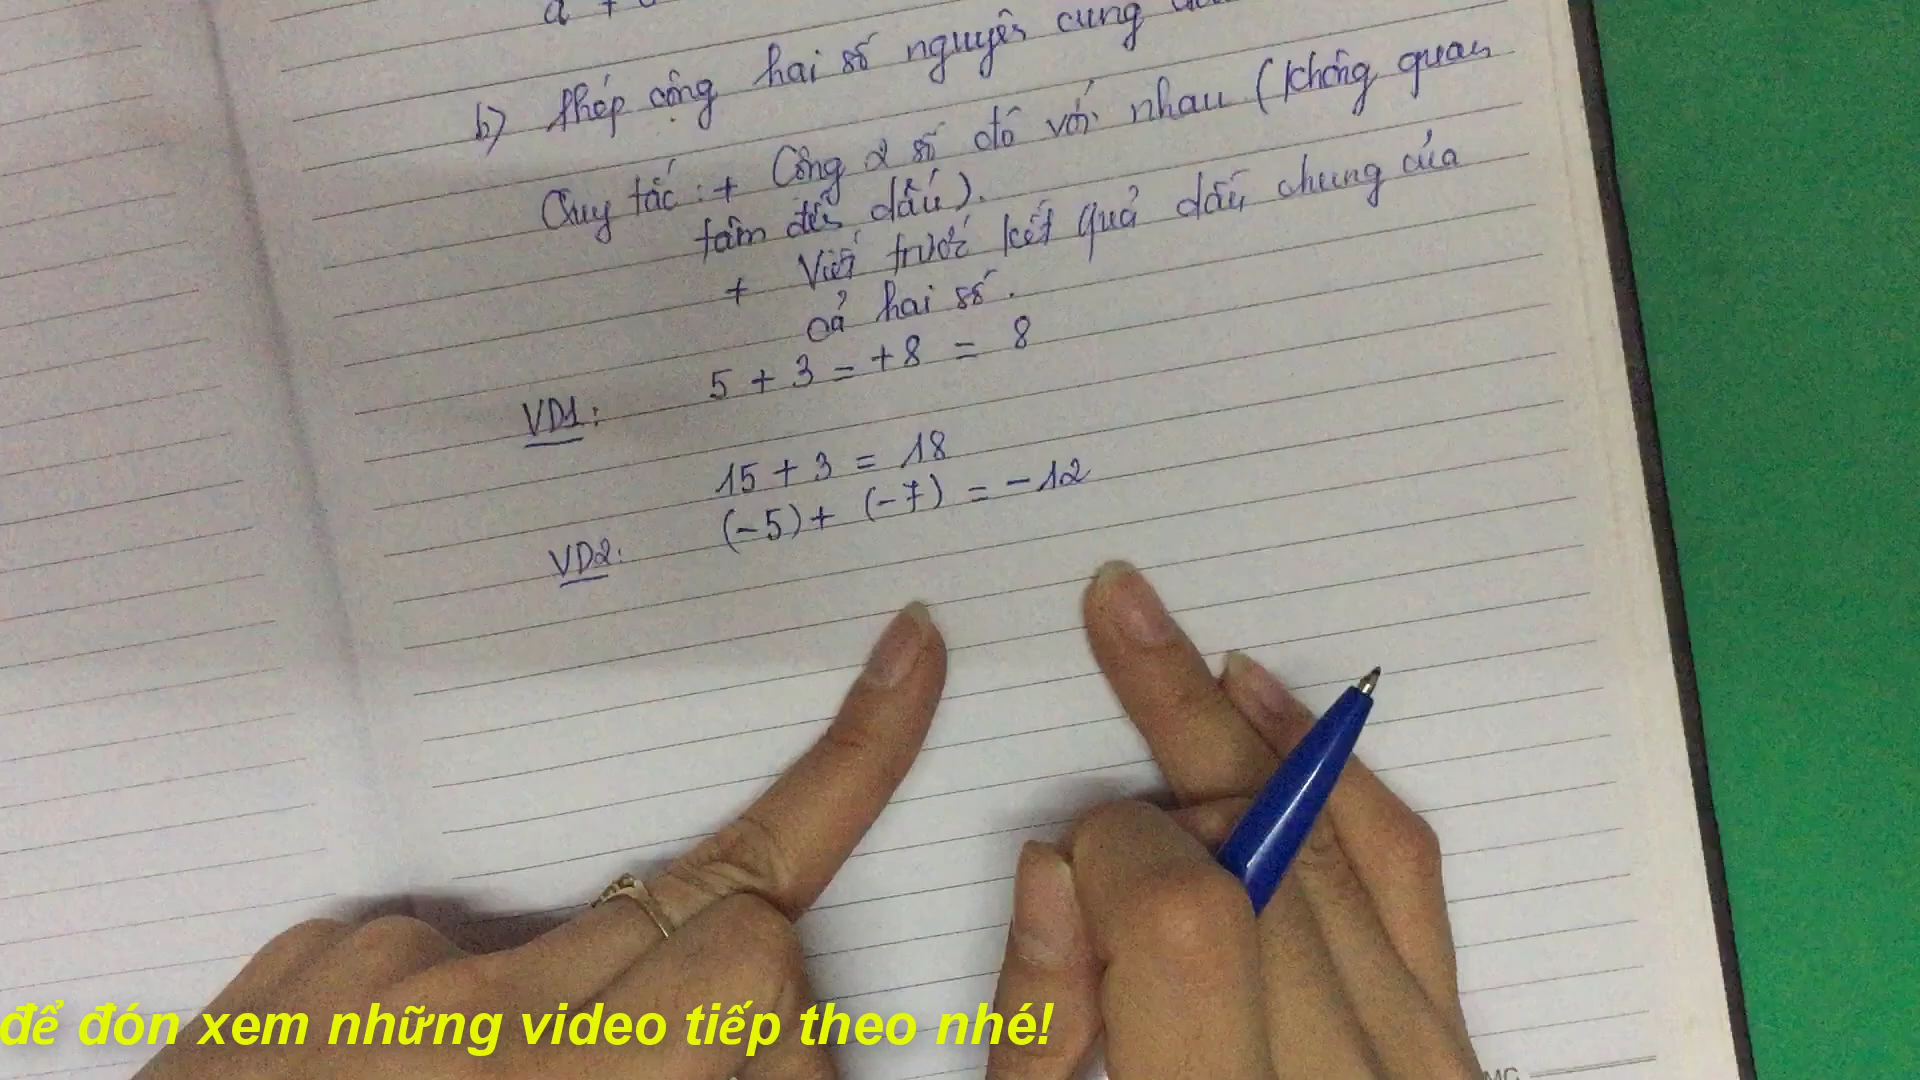 a +
b) Phép cộng hai số nguyên cùng
Quy tắc: + Cộng 2 số đó với nhau (không quan
tâm đến dấu).
+ Viết trước kết quả dấu chung của
cả hai số.
VD1: 5 + 3 = +8 = 8
15 + 3 = 18
VD2. (-5) + (-7) = -12
để đón xem những video tiếp theo nhé!